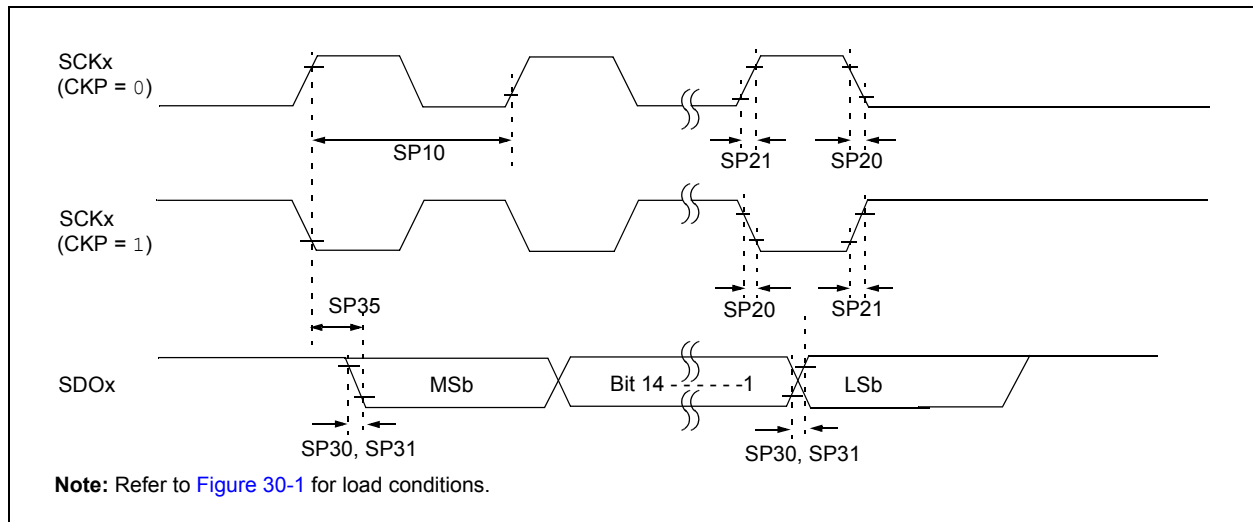 SCKx
(CKP = 0)
SP10
SP21
SP20
SCKx
(CKP = 1)
SP20
SP21
SP35
SDOx
MSb
Bit 14 - - - - - -1
LSb
SP30, SP31
SP30, SP31
Note: Refer to Figure 30-1 for load conditions.